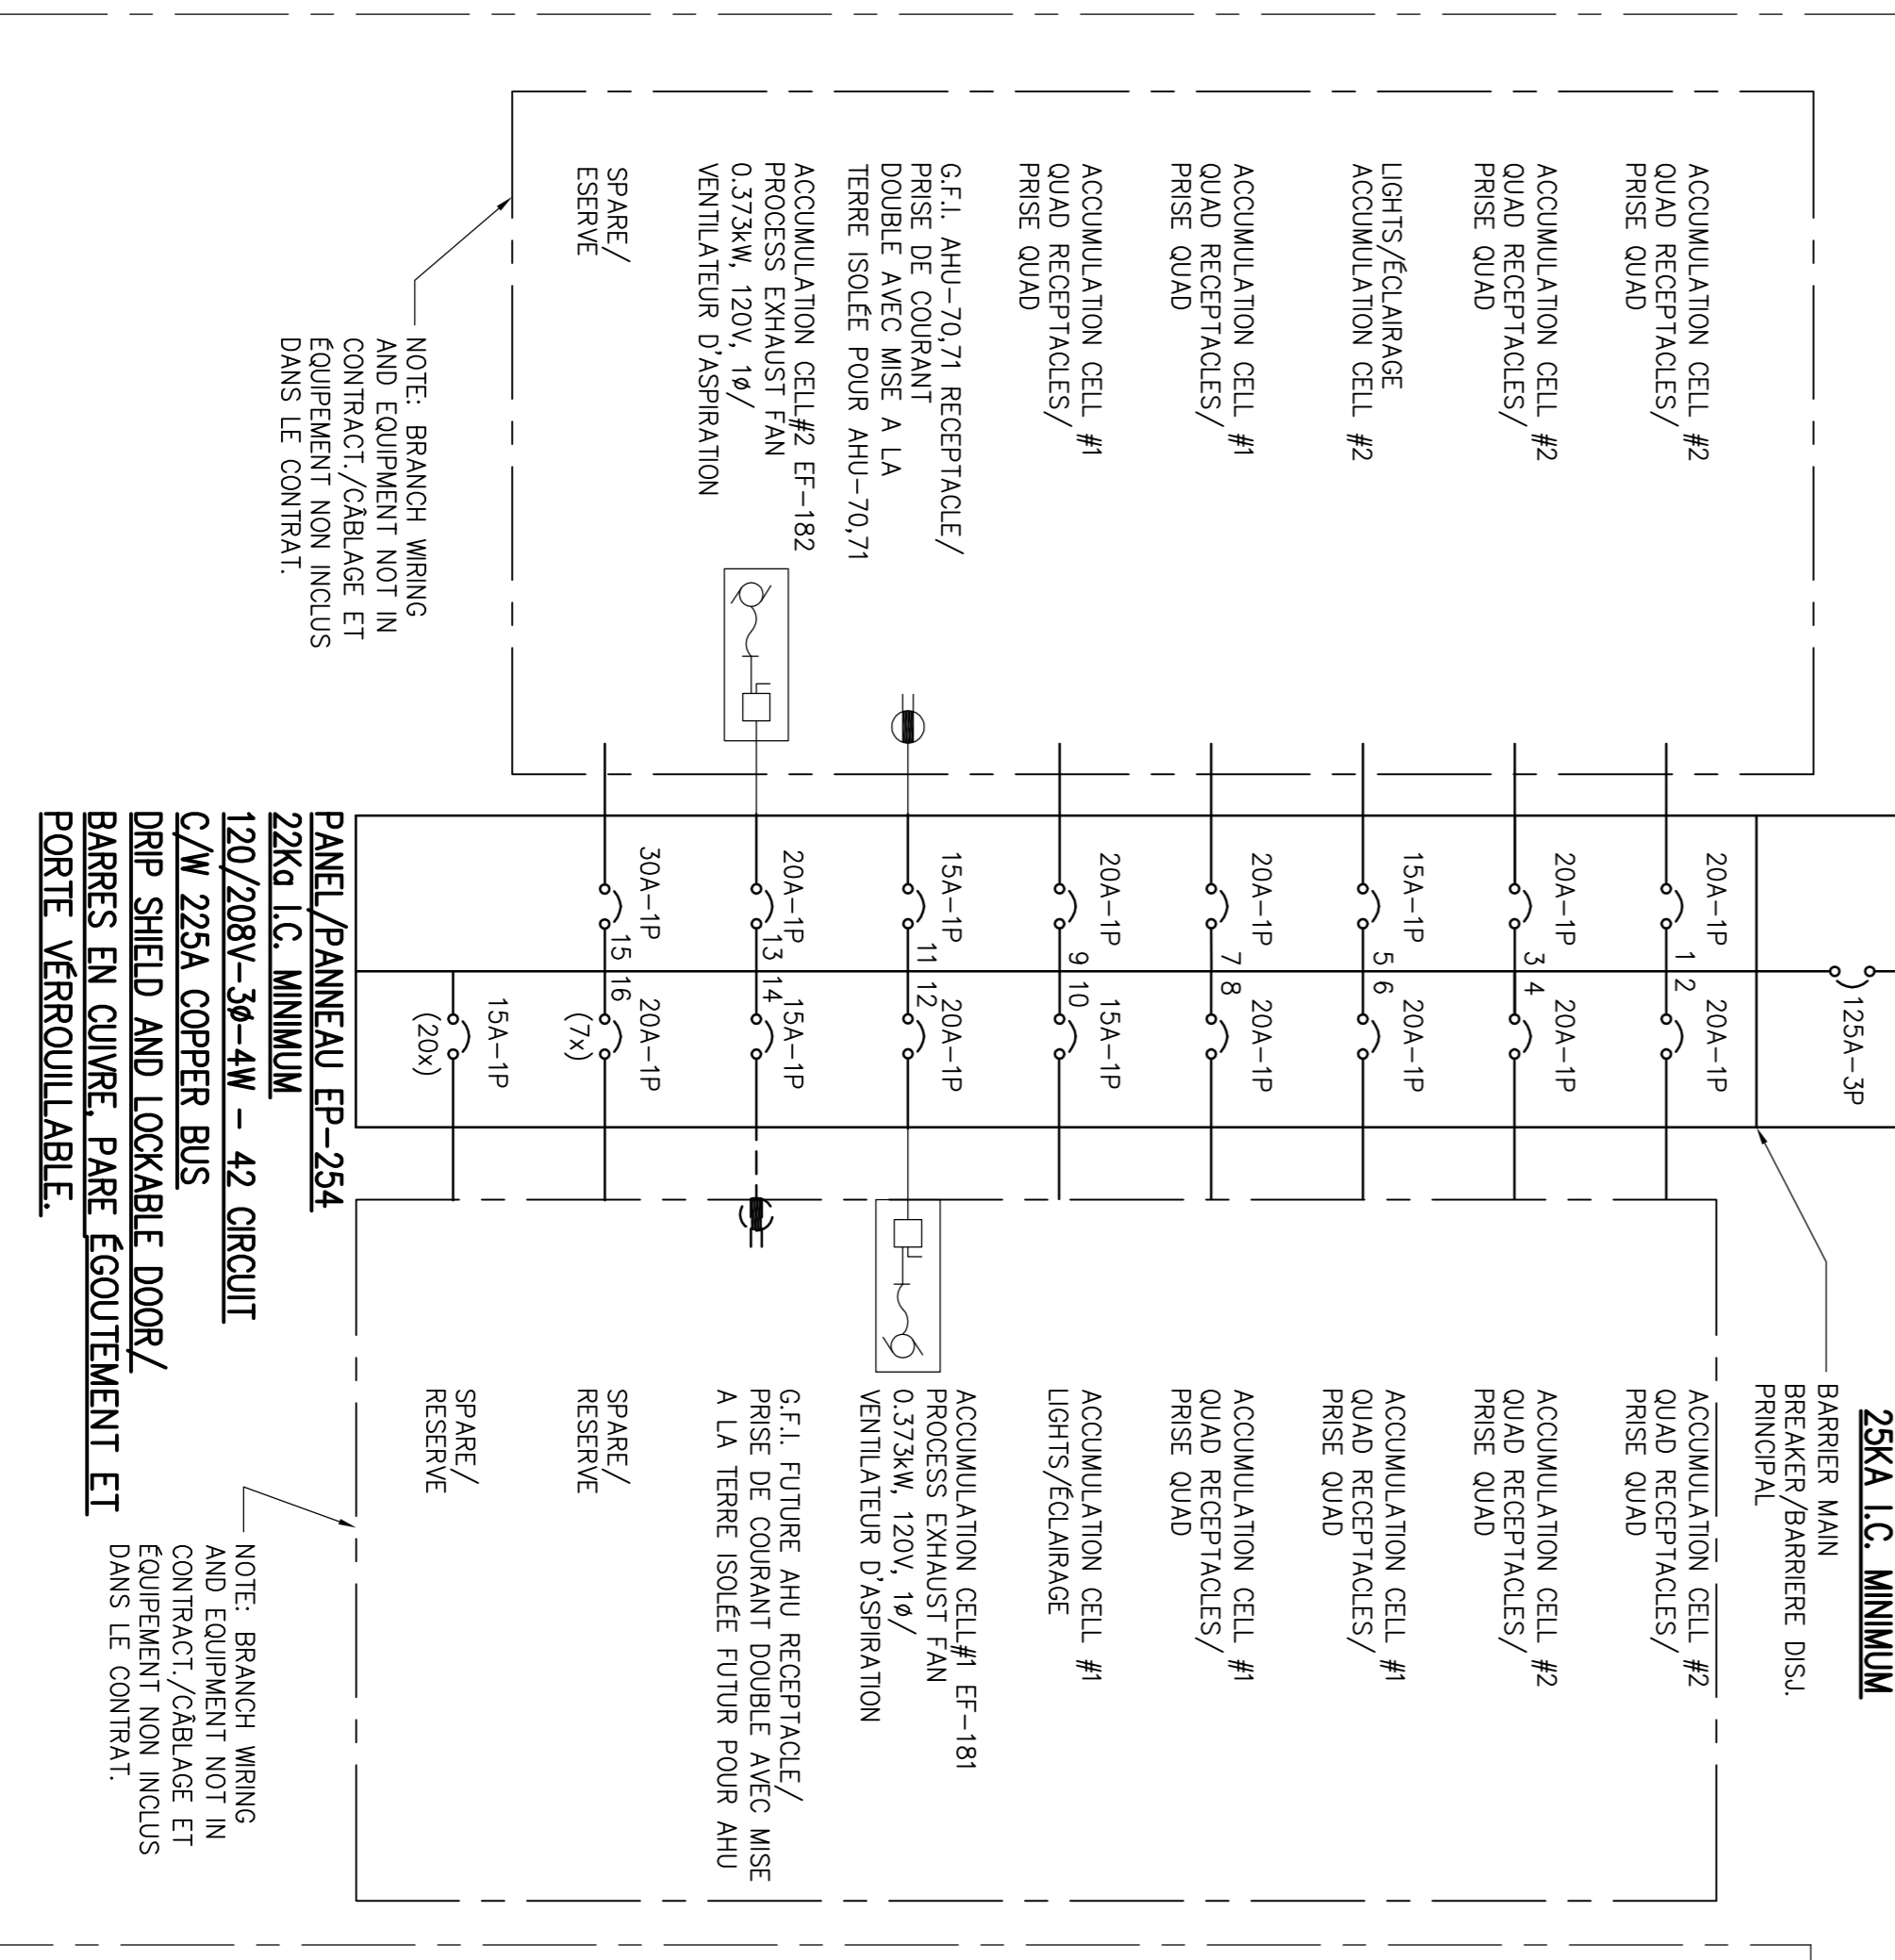 25KA I.C. MINIMUM
125A-3P
BARRIER MAIN
BREAKER/BARRIERE DISJ.
PRINCIPAL
ACCUMULATION CELL #2
QUAD RECEPTACLES/
PRISE QUAD
20A-1P
1
2
20A-1P
ACCUMULATION CELL #2
QUAD RECEPTACLES/
PRISE QUAD
ACCUMULATION CELL #2
QUAD RECEPTACLES/
PRISE QUAD
20A-1P
3
4
20A-1P
ACCUMULATION CELL #2
QUAD RECEPTACLES/
PRISE QUAD
LIGHTS/ÉCLAIRAGE
ACCUMULATION CELL #2
15A-1P
5
6
20A-1P
ACCUMULATION CELL #1
QUAD RECEPTACLES/
PRISE QUAD
ACCUMULATION CELL #1
QUAD RECEPTACLES/
PRISE QUAD
20A-1P
7
8
20A-1P
ACCUMULATION CELL #1
QUAD RECEPTACLES/
PRISE QUAD
ACCUMULATION CELL #1
QUAD RECEPTACLES/
PRISE QUAD
20A-1P
9
10
15A-1P
ACCUMULATION CELL #1
LIGHTS/ÉCLAIRAGE
G.F.I. AHU-70,71 RECEPTACLE/
PRISE DE COURANT
DOUBLE AVEC MISE A LA
TERRE ISOLÉE POUR AHU-70,71
15A-1P
11
12
20A-1P
ACCUMULATION CELL#1 EF-181
PROCESS EXHAUST FAN
0.373kW, 120V, 1ø/
VENTILATEUR D'ASPIRATION
ACCUMULATION CELL#2 EF-182
PROCESS EXHAUST FAN
0.373kW, 120V, 1ø/
VENTILATEUR D'ASPIRATION
20A-1P
13
14
15A-1P
G.F.I. FUTURE AHU RECEPTACLE/
PRISE DE COURANT DOUBLE AVEC MISE
A LA TERRE ISOLÉE FUTUR POUR AHU
SPARE/
ESERVE
30A-1P
15
16
20A-1P
(7x)
SPARE/
RESERVE
15A-1P
(20x)
SPARE/
RESERVE
NOTE: BRANCH WIRING
AND EQUIPMENT NOT IN
CONTRACT./CÂBLAGE ET
ÉQUIPEMENT NON INCLUS
DANS LE CONTRAT.
PANEL/PANNEAU EP-254
22Ka I.C. MINIMUM
120/208V-3ø-4W - 42 CIRCUIT
C/W 225A COPPER BUS
DRIP SHIELD AND LOCKABLE DOOR/
BARRES EN CUIVRE, PARE ÉGOUTEMENT ET
PORTE VÉRROUILLABLE.
NOTE: BRANCH WIRING
AND EQUIPMENT NOT IN
CONTRACT./CÂBLAGE ET
ÉQUIPEMENT NON INCLUS
DANS LE CONTRAT.